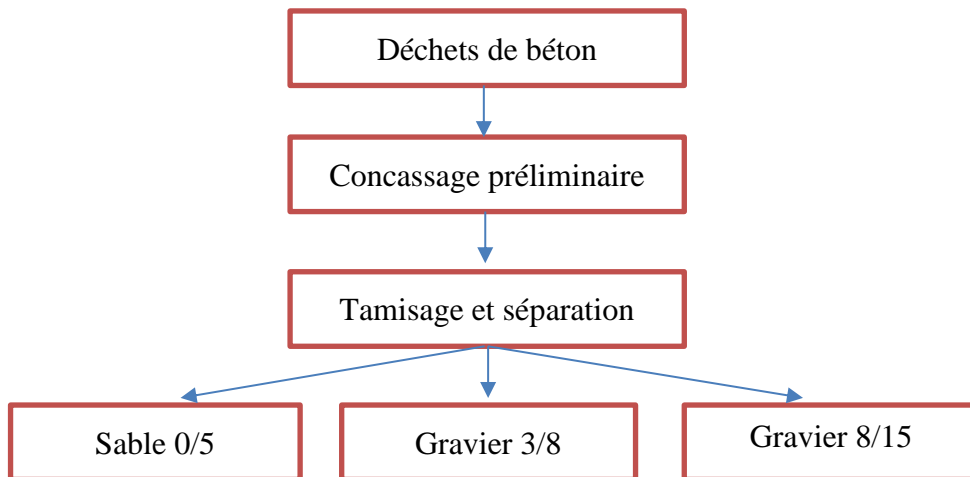 Déchets de béton
Concassage préliminaire
Tamisage et séparation
Sable 0/5
Gravier 3/8
Gravier 8/15